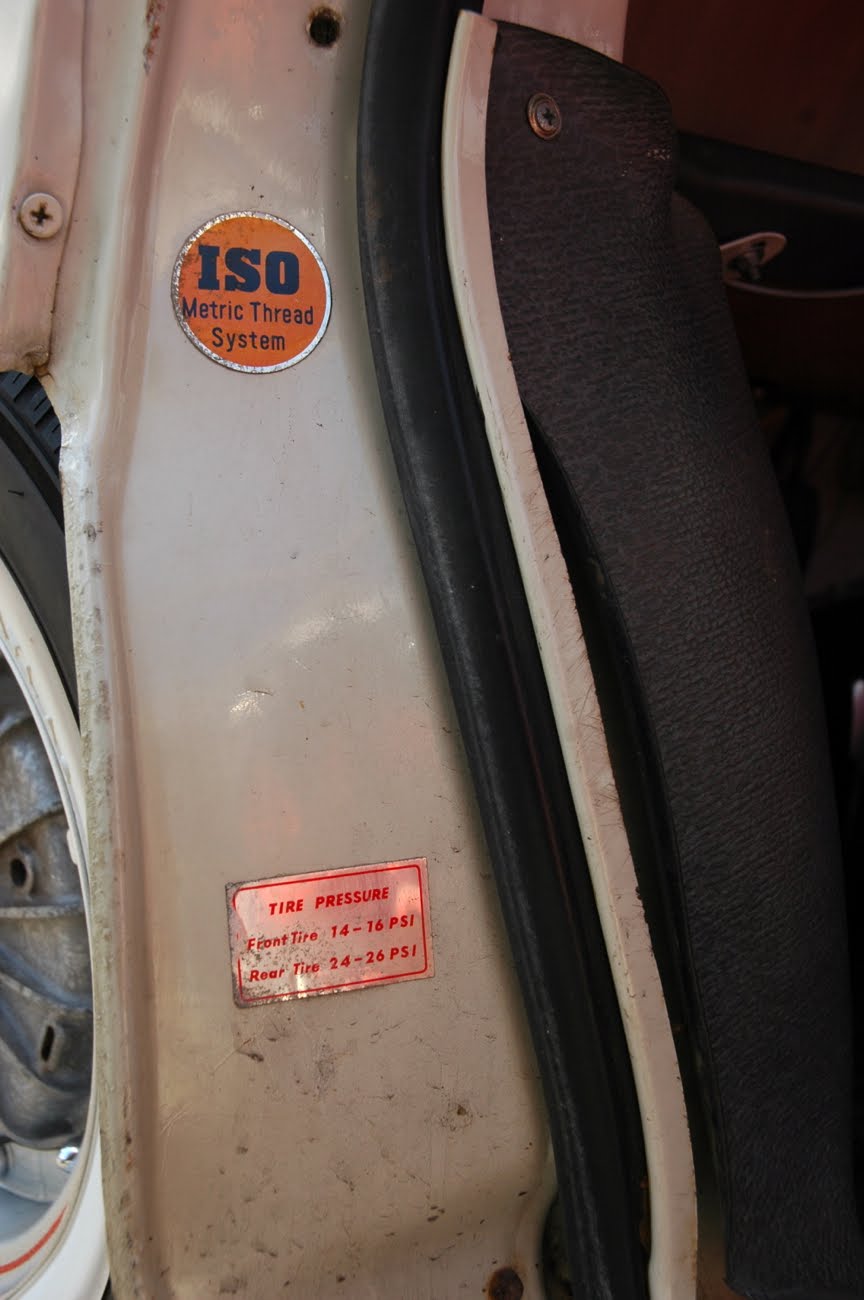 ISO
Metric Thread
System
TIRE PRESSURE
Front Tire 14-16 PSI
Rear Tire 24-26 PSI